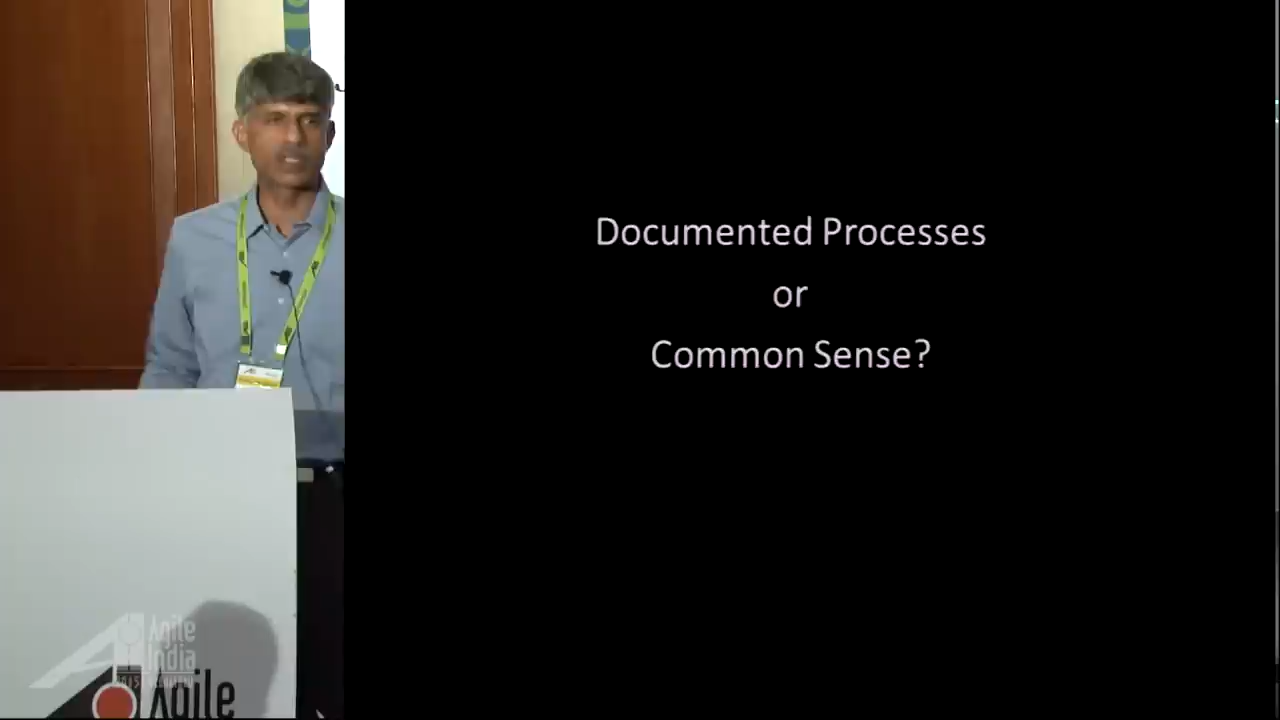 Documented Processes
or
Common Sense?
Agile
India
Agile